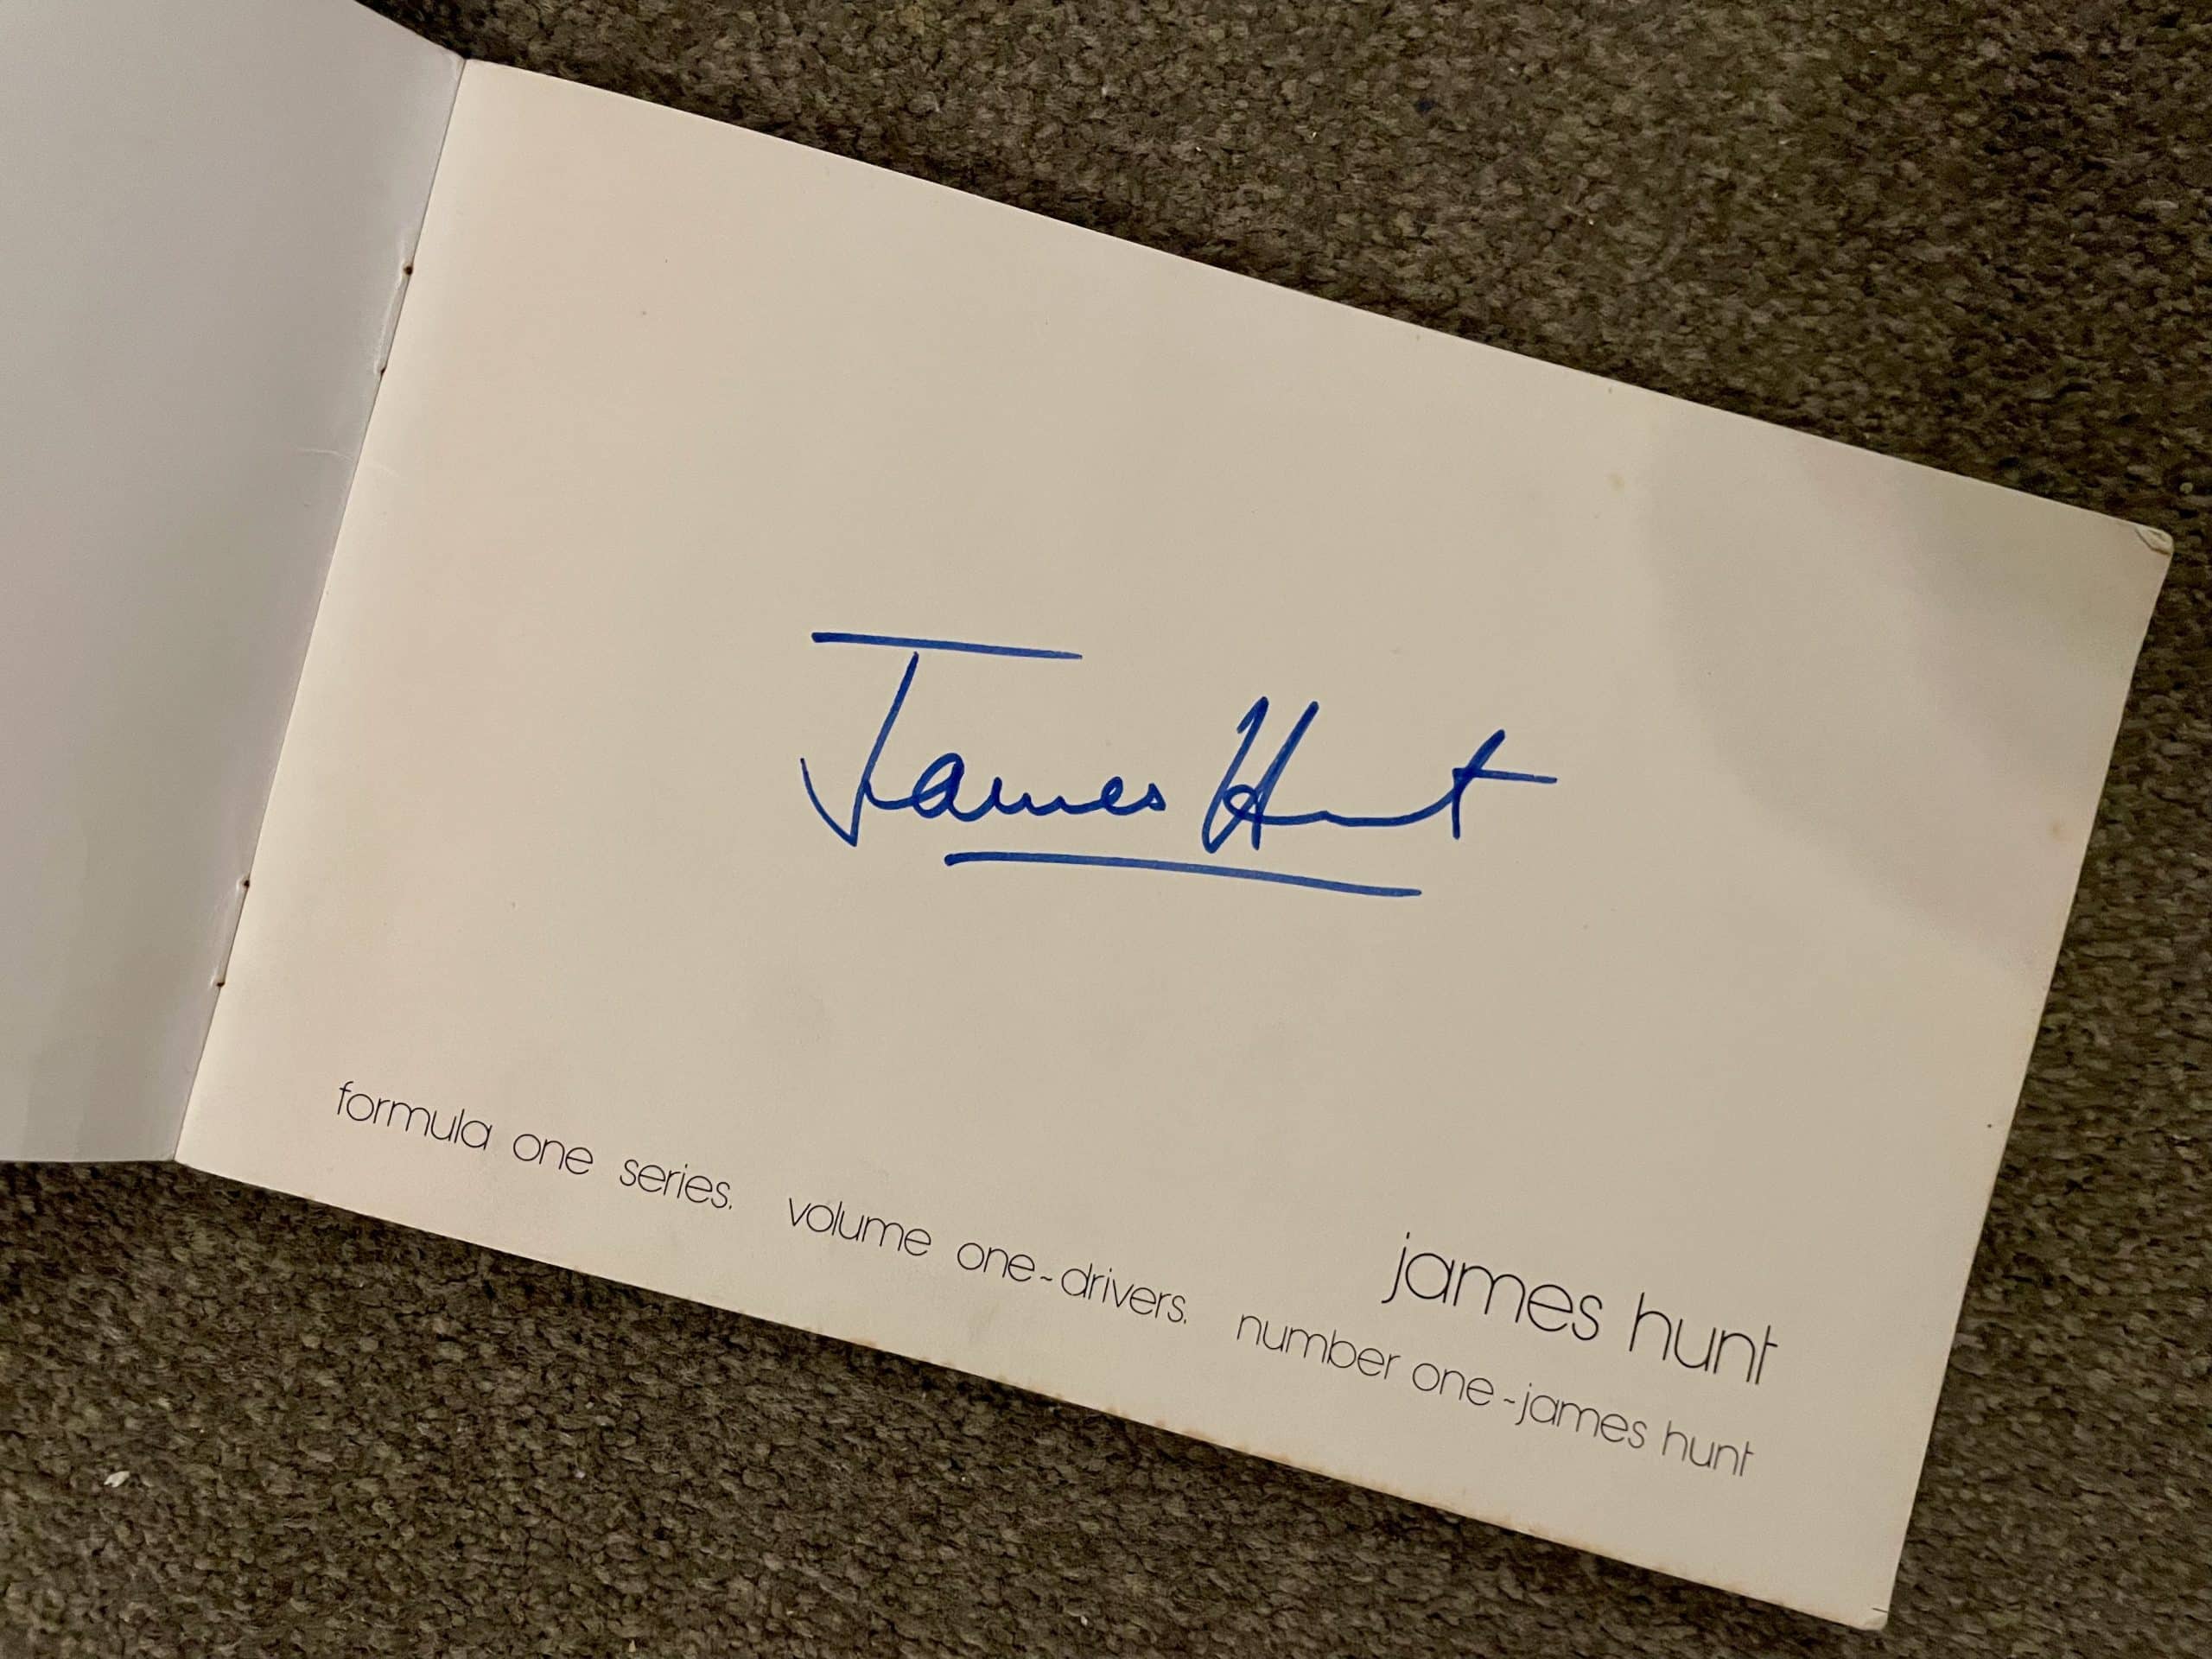 James Hunt
james hunt
formula one series. volume one~drivers. number one~james hunt